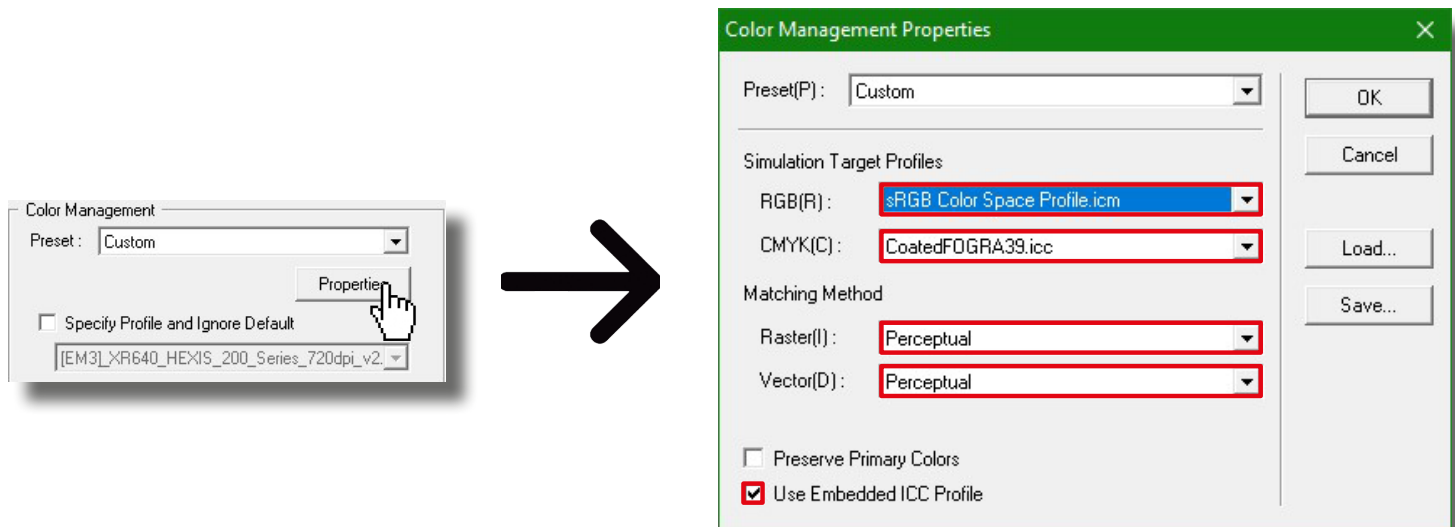 Color Management
Preset : Custom
Properties
Specify Profile and Ignore Default
[EM3]_XR640_HEXIS_200_Series_720dpi_v2.
Color Management Properties
Preset(P) : Custom
OK
Cancel
Simulation Target Profiles
RGB(R) : sRGB Color Space Profile.icm
CMYK(C) : CoatedFOGRA39.icc
Load...
Matching Method
Save...
Raster(I) : Perceptual
Vector(D) : Perceptual
Preserve Primary Colors
Use Embedded ICC Profile